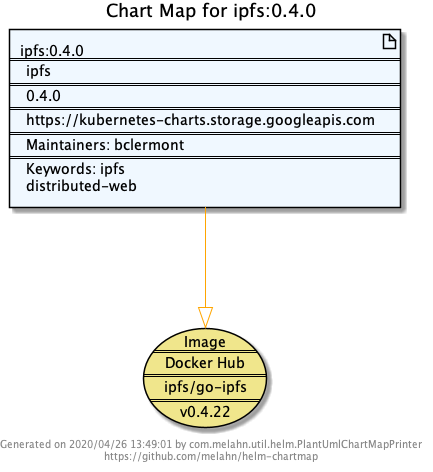 Chart Map for ipfs:0.4.0
ipfs:0.4.0
ipfs
0.4.0
https://kubernetes-charts.storage.googleapis.com
Maintainers: bclermont
Keywords: ipfs
distributed-web
Image
Docker Hub
ipfs/go-ipfs
v0.4.22
Generated on 2020/04/26 13:49:01 by com.melahn.util.helm.PlantUmlChartMapPrinter
https://github.com/melahn/helm-chartmap